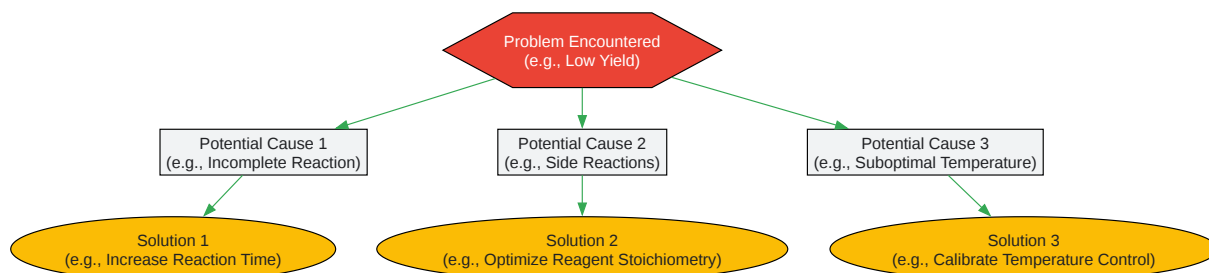 Problem Encountered
(e.g., Low Yield)
Potential Cause 1
(e.g., Incomplete Reaction)
Potential Cause 2
(e.g., Side Reactions)
Potential Cause 3
(e.g., Suboptimal Temperature)
Solution 1
(e.g., Increase Reaction Time)
Solution 2
(e.g., Optimize Reagent Stoichiometry)
Solution 3
(e.g., Calibrate Temperature Control)